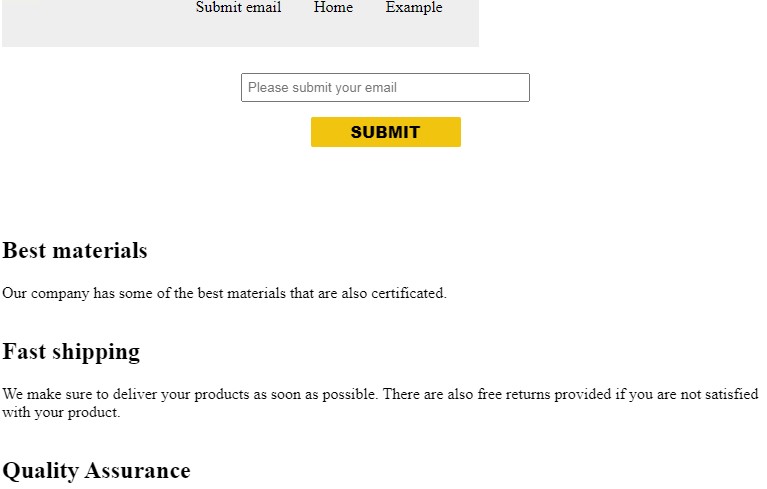 Submit email Home Example
Please submit your email
SUBMIT
Best materials
Our company has some of the best materials that are also certificated.
Fast shipping
We make sure to deliver your products as soon as possible. There are also free returns provided if you are not satisfied
with your product.
Quality Assurance